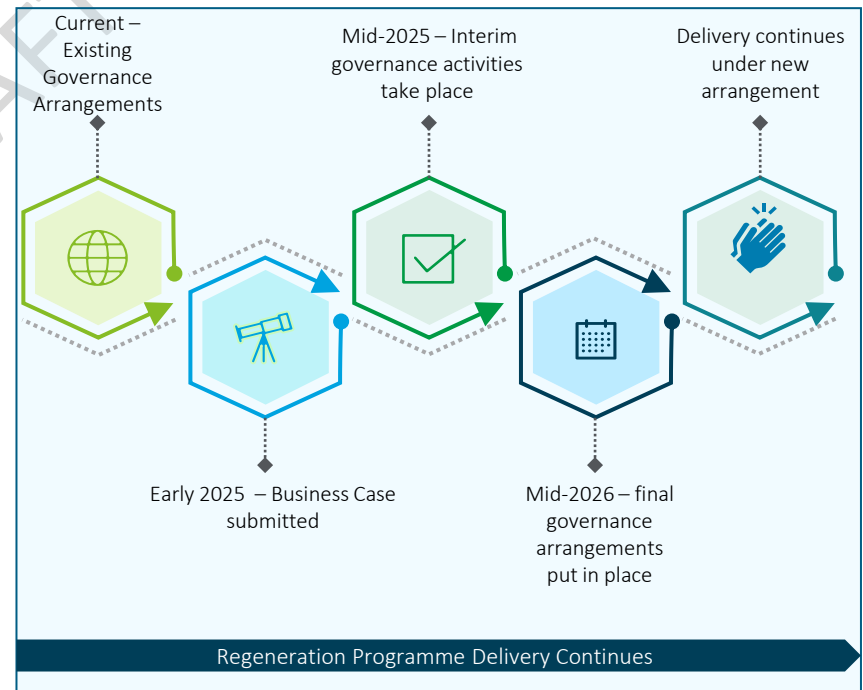 Current –
Existing
Governance
Arrangements
Mid-2025 – Interim
governance activities
take place
Delivery continues
under new
arrangement
Early 2025 – Business Case
submitted
Mid-2026 – final
governance
arrangements
put in place
Regeneration Programme Delivery Continues